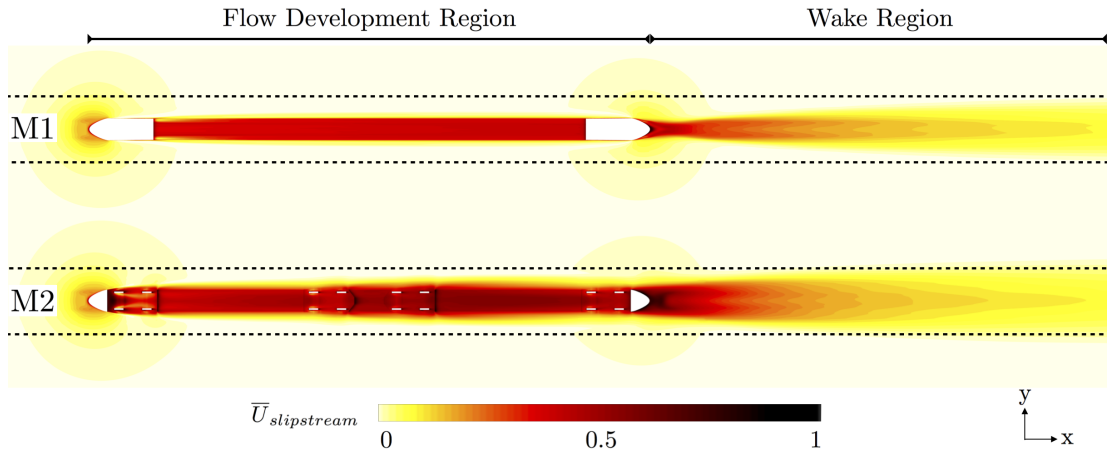 Flow Development Region Wake Region
M1
M2
U̅slipstream
0 0.5 1
y
x